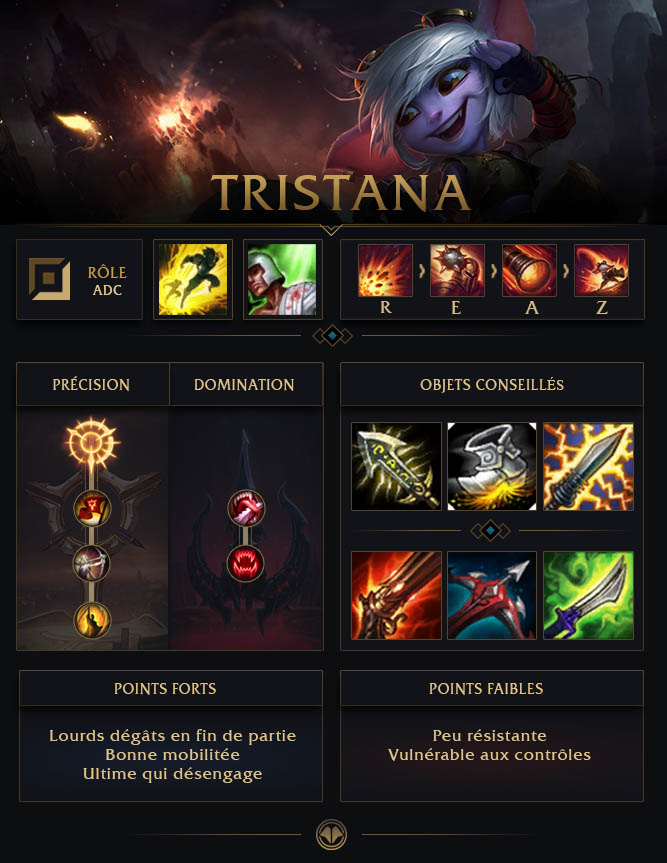 TRISTANA
RÔLE
ADC
R
E
A
Z
PRÉCISION
DOMINATION
OBJETS CONSEILLÉS
POINTS FORTS
Lourds dégâts en fin de partie
Bonne mobilitée
Ultime qui désengage
POINTS FAIBLES
Peu résistante
Vulnérable aux contrôles